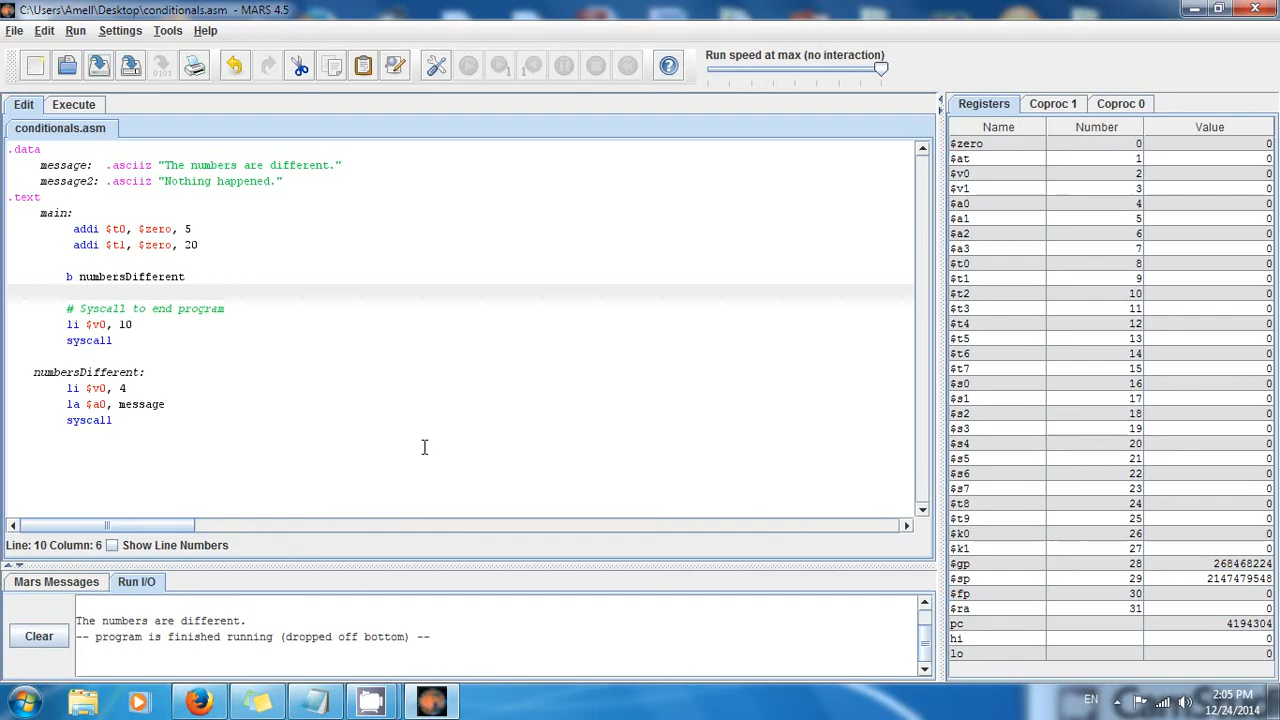 C:\Users\Amell\Desktop\conditionals.asm - MARS 4.5
File Edit Run Settings Tools Help
Run speed at max (no interaction)
Edit Execute
conditionals.asm
.data
message: .asciiz "The numbers are different."
message2: .asciiz "Nothing happened."
.text
main:
addi $t0, $zero, 5
addi $t1, $zero, 20
b numbersDifferent
# Syscall to end program
li $v0, 10
syscall
numbersDifferent:
li $v0, 4
la $a0, message
syscall
Line: 10 Column: 6 Show Line Numbers
Mars Messages Run I/O
Clear
The numbers are different.
-- program is finished running (dropped off bottom) --
Registers Coproc 1 Coproc 0
Name Number Value
$zero 0 0
$at 1 0
$v0 2 0
$v1 3 0
$a0 4 0
$a1 5 0
$a2 6 0
$a3 7 0
$t0 8 0
$t1 9 0
$t2 10 0
$t3 11 0
$t4 12 0
$t5 13 0
$t6 14 0
$t7 15 0
$s0 16 0
$s1 17 0
$s2 18 0
$s3 19 0
$s4 20 0
$s5 21 0
$s6 22 0
$s7 23 0
$t8 24 0
$t9 25 0
$k0 26 0
$k1 27 0
$gp 28 268468224
$sp 29 2147479548
$fp 30 0
$ra 31 0
pc 4194304
hi 0
lo 0
EN
2:05 PM
12/24/2014